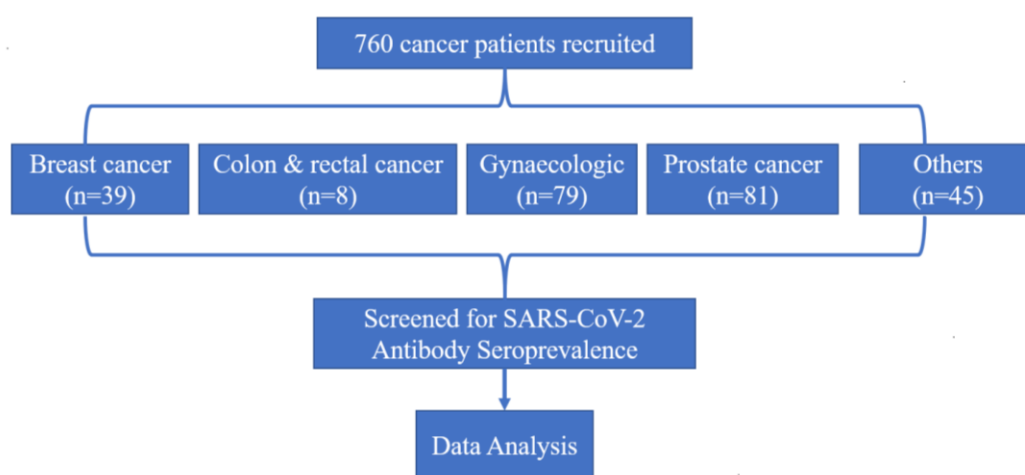 760 cancer patients recruited
Breast cancer
(n=39)
Colon & rectal cancer
(n=8)
Gynaecologic
(n=79)
Prostate cancer
(n=81)
Others
(n=45)
Screened for SARS-CoV-2
Antibody Seroprevalence
Data Analysis